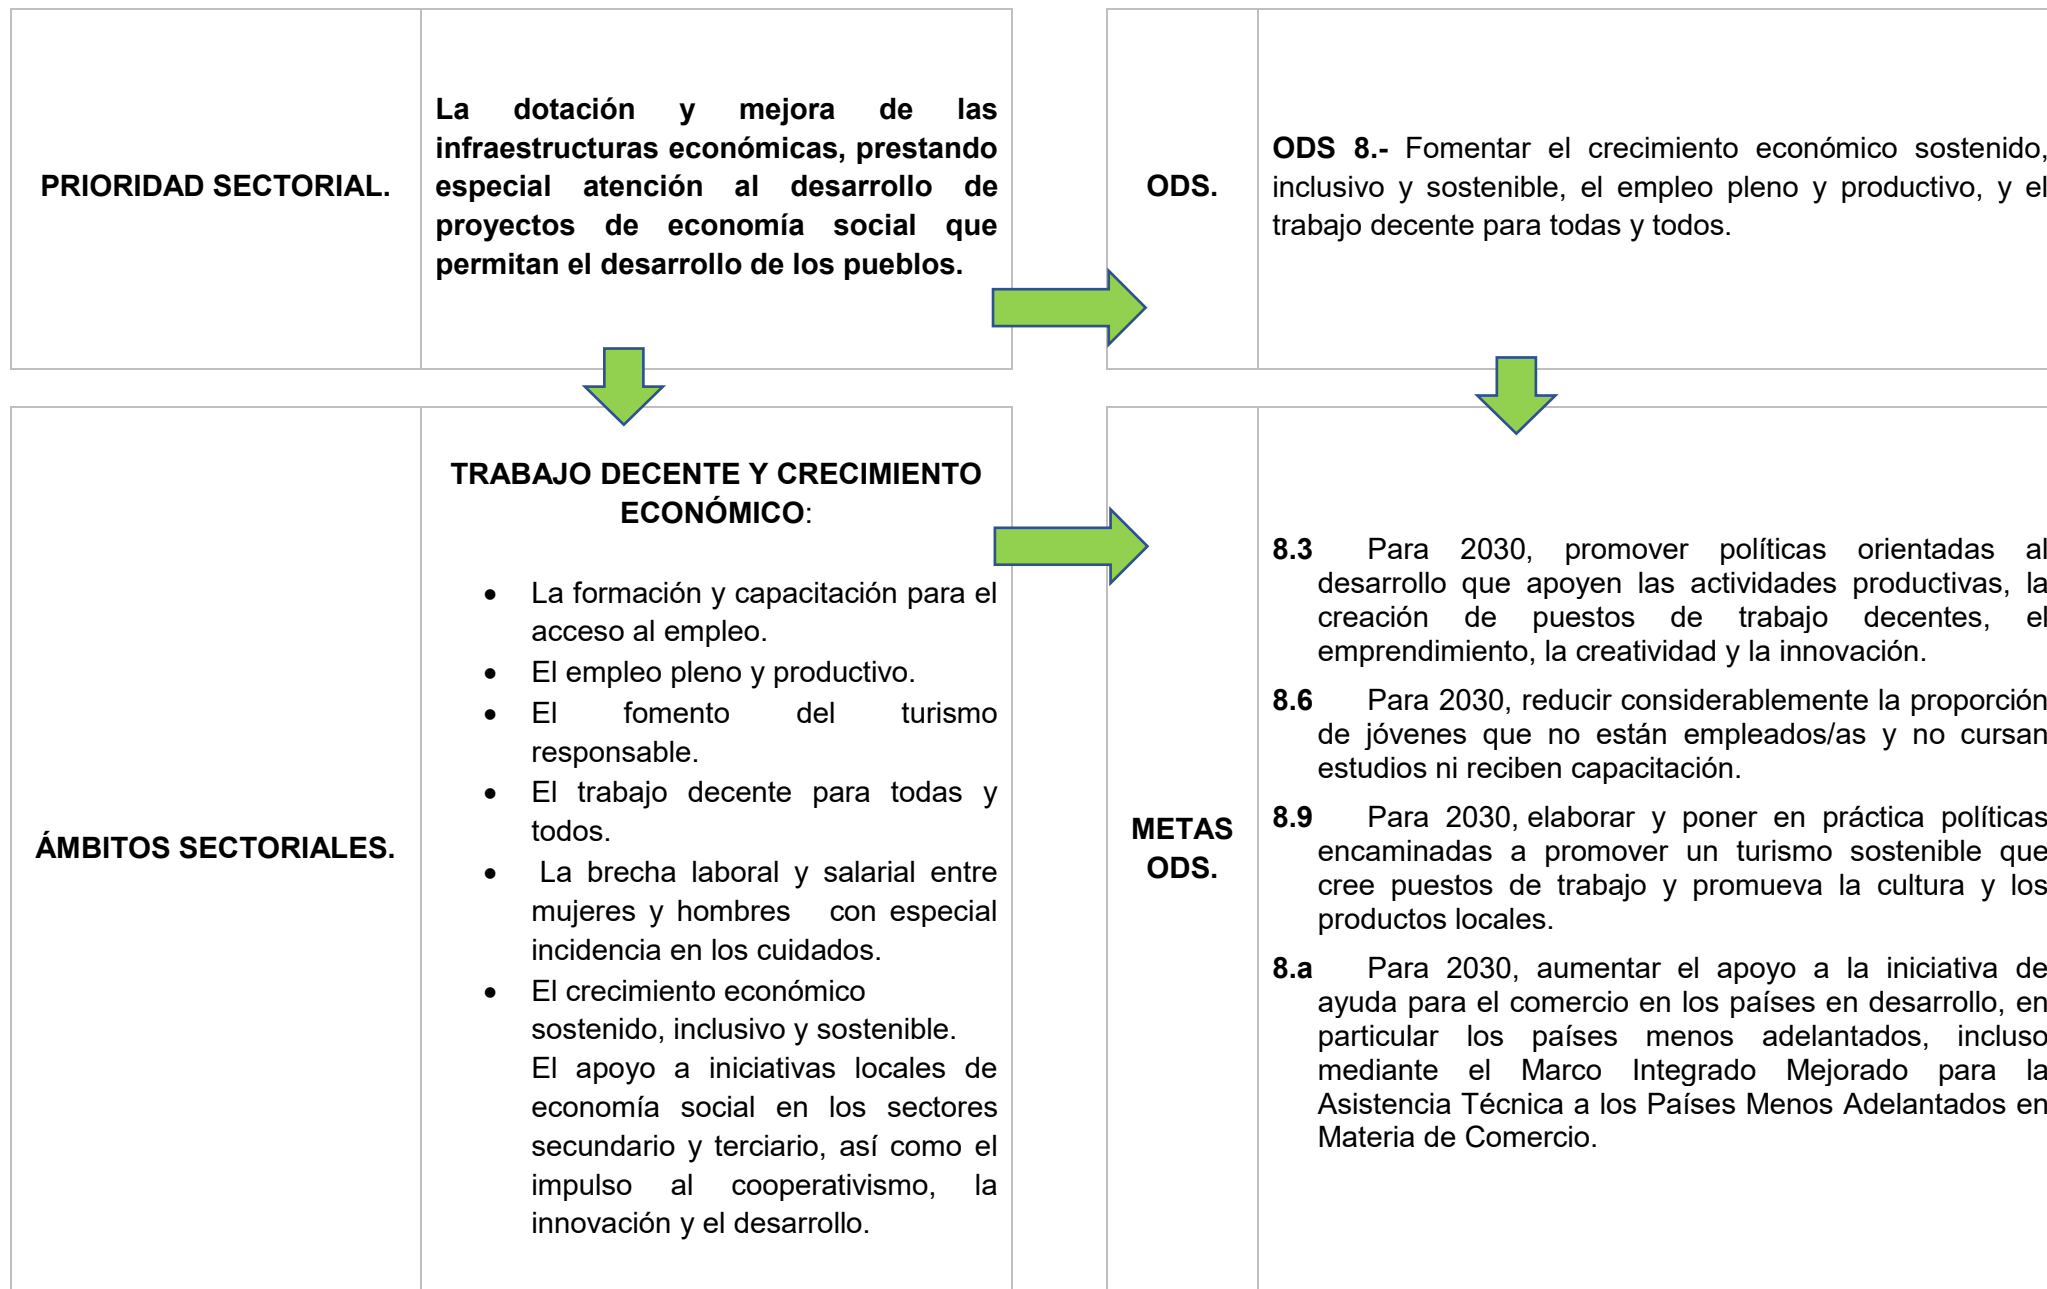 PRIORIDAD SECTORIAL.
La dotación y mejora de las
infraestructuras económicas, prestando
especial atención al desarrollo de
proyectos de economía social que
permitan el desarrollo de los pueblos.
ODS.
ODS 8.- Fomentar el crecimiento económico sostenido,
inclusivo y sostenible, el empleo pleno y productivo, y el
trabajo decente para todas y todos.
ÁMBITOS SECTORIALES.
TRABAJO DECENTE Y CRECIMIENTO
ECONÓMICO:
• La formación y capacitación para el
acceso al empleo.
• El empleo pleno y productivo.
• El fomento del turismo
responsable.
• El trabajo decente para todas y
todos.
• La brecha laboral y salarial entre
mujeres y hombres con especial
incidencia en los cuidados.
• El crecimiento económico
sostenido, inclusivo y sostenible.
El apoyo a iniciativas locales de
economía social en los sectores
secundario y terciario, así como el
impulso al cooperativismo, la
innovación y el desarrollo.
METAS
ODS.
8.3 Para 2030, promover políticas orientadas al
desarrollo que apoyen las actividades productivas, la
creación de puestos de trabajo decentes, el
emprendimiento, la creatividad y la innovación.
8.6 Para 2030, reducir considerablemente la proporción
de jóvenes que no están empleados/as y no cursan
estudios ni reciben capacitación.
8.9 Para 2030, elaborar y poner en práctica políticas
encaminadas a promover un turismo sostenible que
cree puestos de trabajo y promueva la cultura y los
productos locales.
8.a Para 2030, aumentar el apoyo a la iniciativa de
ayuda para el comercio en los países en desarrollo, en
particular los países menos adelantados, incluso
mediante el Marco Integrado Mejorado para la
Asistencia Técnica a los Países Menos Adelantados en
Materia de Comercio.